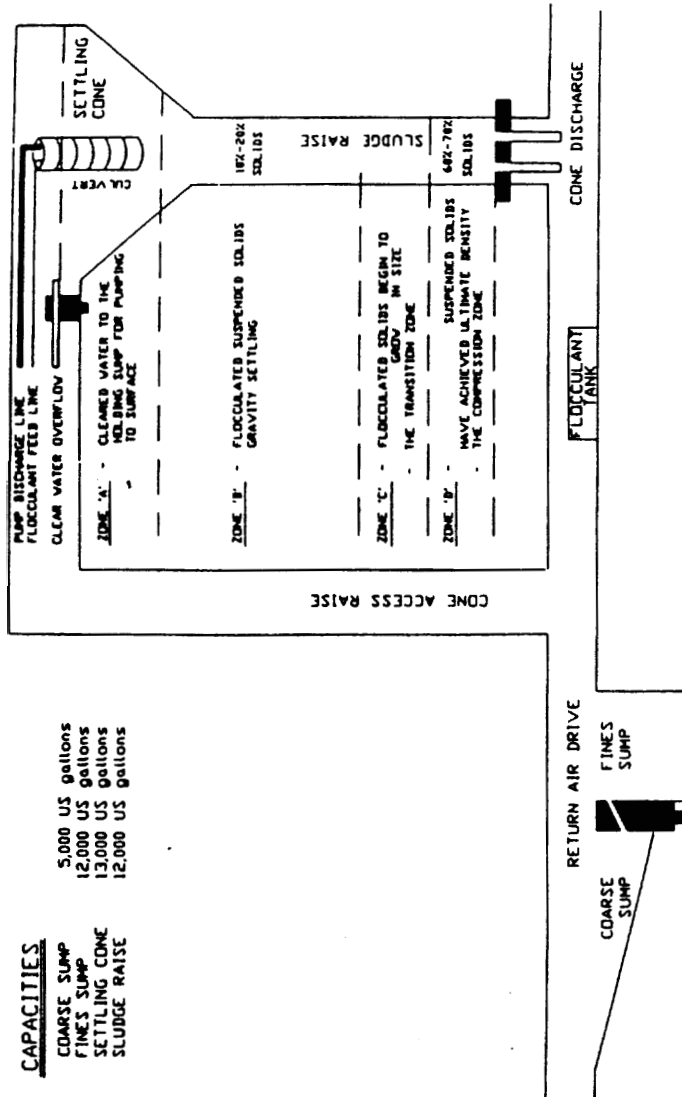 CAPACITIES
COARSE SUMP 5,000 US gallons
FINES SUMP 12,000 US gallons
SETTLING CONE 13,000 US gallons
SLUDGE RAISE 12,000 US gallons
PUMP DISCHARGE LINE
FLOCCULANT FEED LINE
CLEAR WATER OVERFLOW
CULVERT
SETTLING
CONE
ZONE 'A' - CLEARED WATER TO THE
HOLDING SUMP FOR PUMPING
TO SURFACE
ZONE 'B' - FLOCCULATED SUSPENDED SOLIDS
GRAVITY SETTLING
10%-20%
SOLIDS
SLUDGE RAISE
ZONE 'C' - FLOCCULATED SOLIDS BEGIN TO
GROW IN SIZE
- THE TRANSITION ZONE
ZONE 'D' - SUSPENDED SOLIDS
HAVE ACHIEVED ULTIMATE DENSITY
- THE COMPRESSION ZONE
60%-70%
SOLIDS
CONE ACCESS RAISE
CONE DISCHARGE
FLOCCULANT
TANK
RETURN AIR DRIVE
COARSE
SUMP
FINES
SUMP